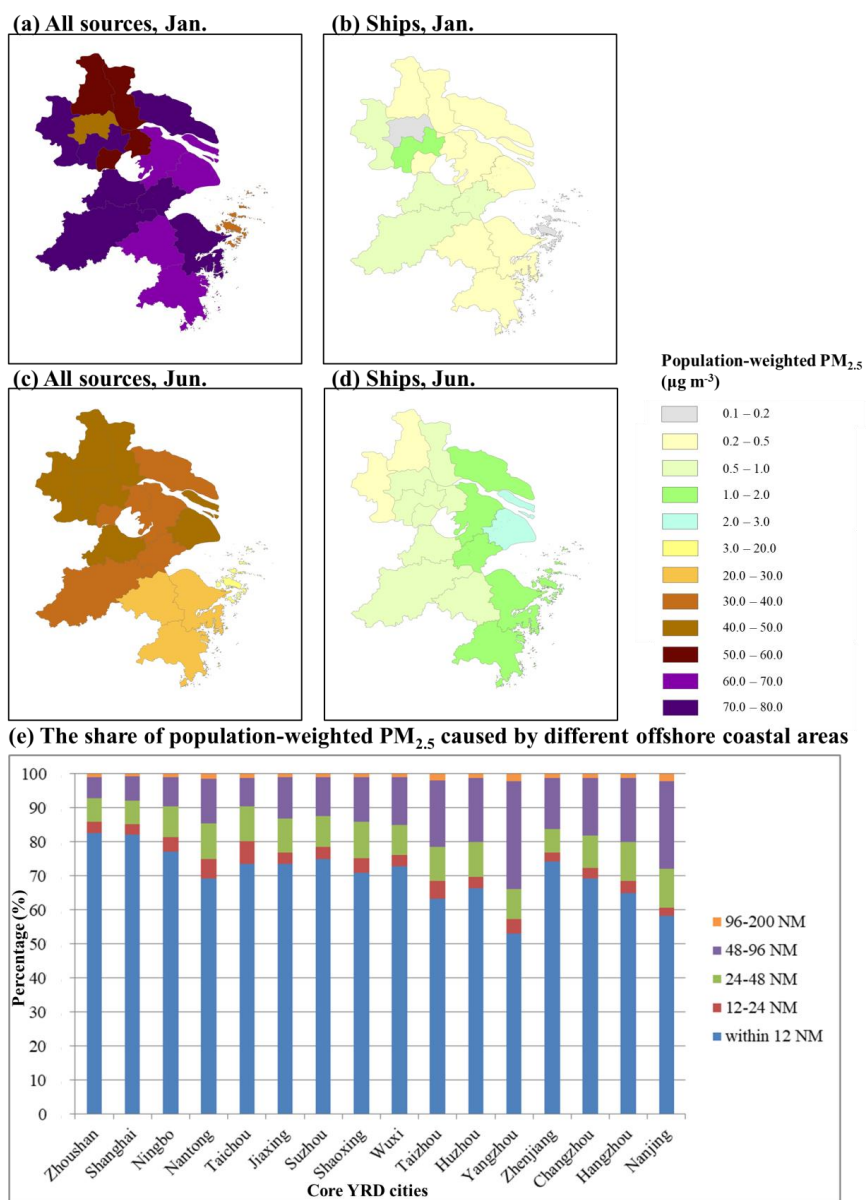 (a) All sources, Jan.
(b) Ships, Jan.
(c) All sources, Jun.
(d) Ships, Jun.
Population-weighted PM2.5
(μg m-3)
0.1 – 0.2
0.2 – 0.5
0.5 – 1.0
1.0 – 2.0
2.0 – 3.0
3.0 – 20.0
20.0 – 30.0
30.0 – 40.0
40.0 – 50.0
50.0 – 60.0
60.0 – 70.0
70.0 – 80.0
(e) The share of population-weighted PM2.5 caused by different offshore coastal areas
Percentage (%)
100
90
80
70
60
50
40
30
20
10
0
96-200 NM
48-96 NM
24-48 NM
12-24 NM
within 12 NM
Zhoushan
Shanghai
Ningbo
Nantong
Taichou
Jiaxing
Suzhou
Shaoxing
Wuxi
Taizhou
Huzhou
Yangzhou
Zhenjiang
Changzhou
Hangzhou
Nanjing
Core YRD cities